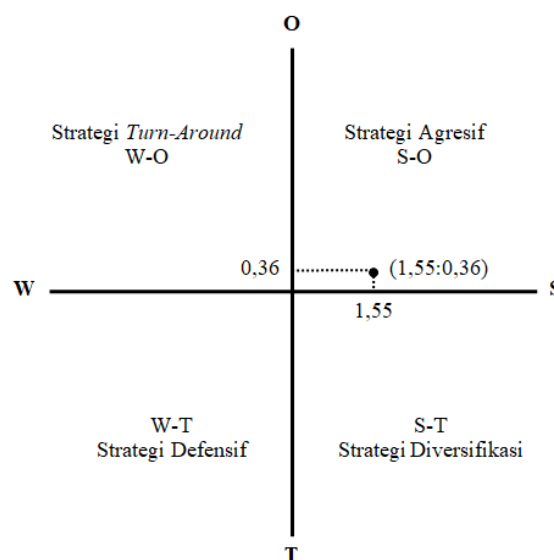 O
Strategi Turn-Around
W-O
Strategi Agresif
S-O
0,36
(1,55:0,36)
W
S
1,55
W-T
Strategi Defensif
S-T
Strategi Diversifikasi
T